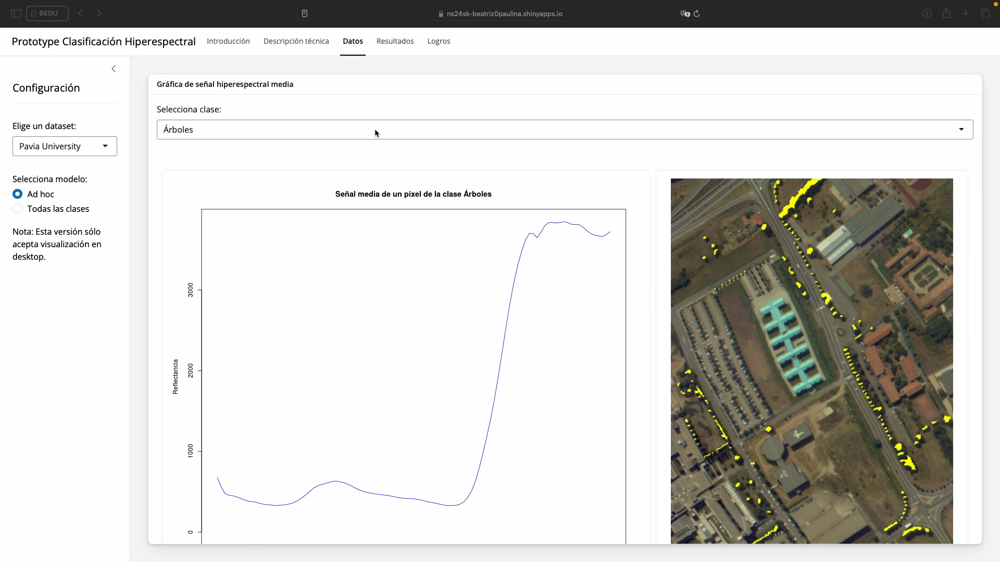 {} BEDU
ns24sk-beatriz0paulina.shinyapps.io
Prototype Clasificación Hiperespectral
Introducción
Descripción técnica
Datos
Resultados
Logros
Configuración
Elige un dataset:
Pavia University
Selecciona modelo:
Ad hoc
Todas las clases
Nota: Esta versión sólo
acepta visualización en
desktop.
Gráfica de señal hiperespectral media
Selecciona clase:
Árboles
Señal media de un pixel de la clase Árboles
Reflectancia
3000
2000
1000
0